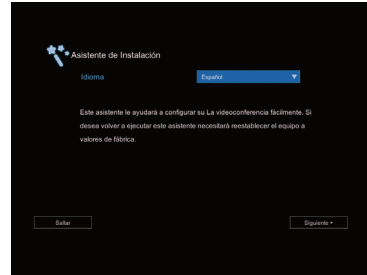 Asistente de Instalación
Idioma Español
Este asistente le ayudará a configurar su La videoconferencia fácilmente. Si
desea volver a ejecutar este asistente necesitará reestablecer el equipo a
valores de fábrica.
Saltar Siguiente